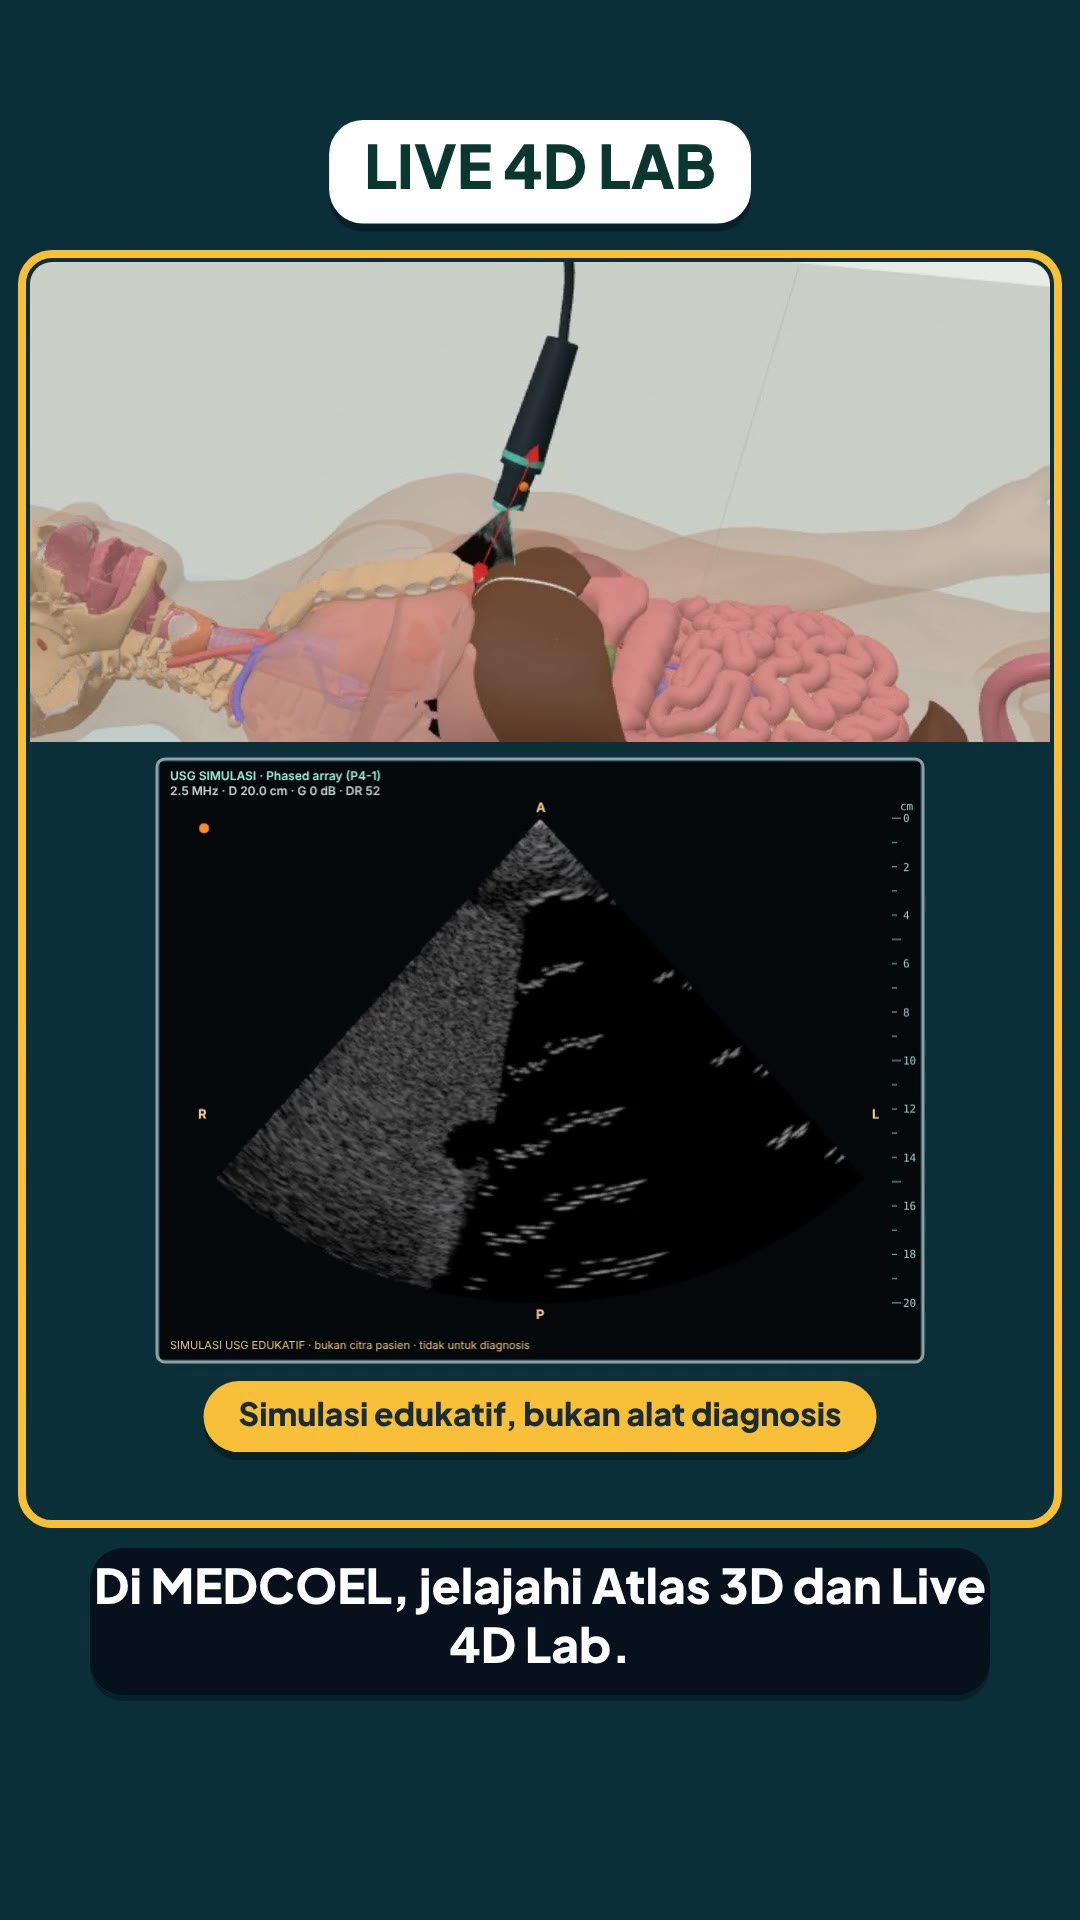 LIVE 4D LAB
USG SIMULASI · Phased array (P4-1)
2.5 MHz · D 20.0 cm · G 0 dB · DR 52
A
cm
0
2
4
6
8
10
R
L
12
14
16
18
20
P
SIMULASI USG EDUKATIF · bukan citra pasien · tidak untuk diagnosis
Simulasi edukatif, bukan alat diagnosis
Di MEDCOEL, jelajahi Atlas 3D dan Live
4D Lab.